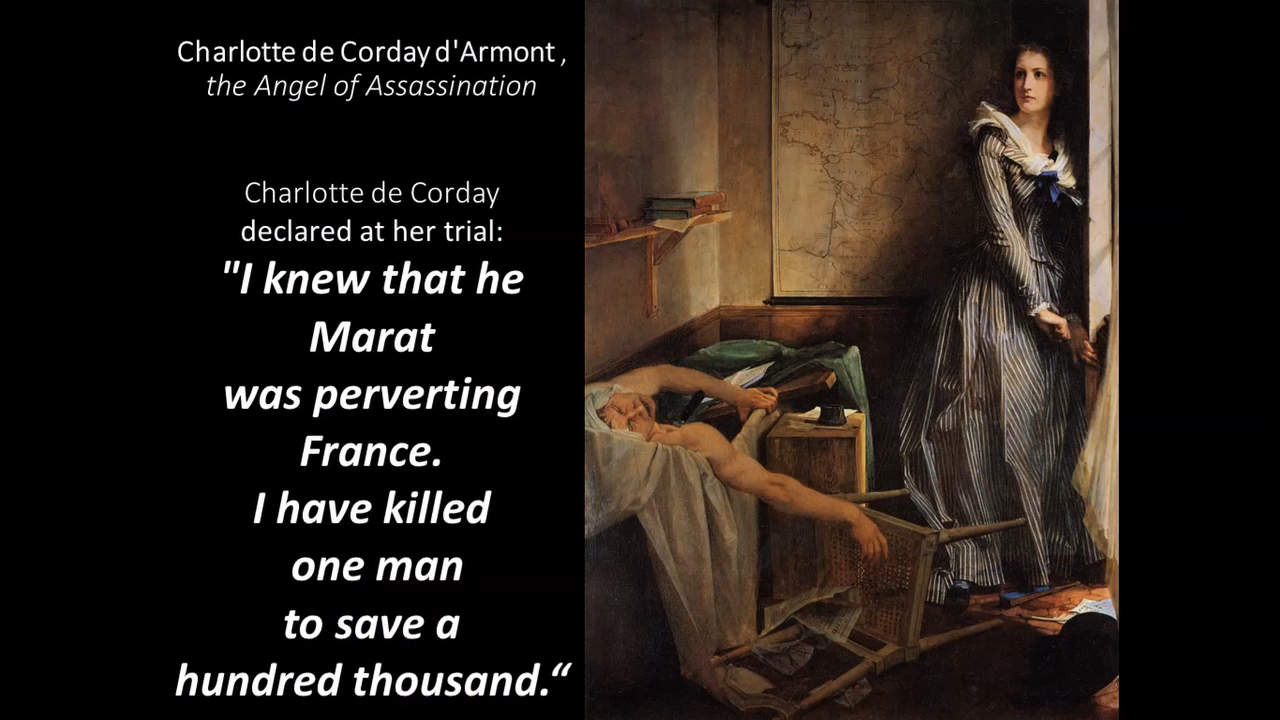 Charlotte de Corday d'Armont ,
the Angel of Assassination
Charlotte de Corday
declared at her trial:
"I knew that he
Marat
was perverting
France.
I have killed
one man
to save a
hundred thousand.“